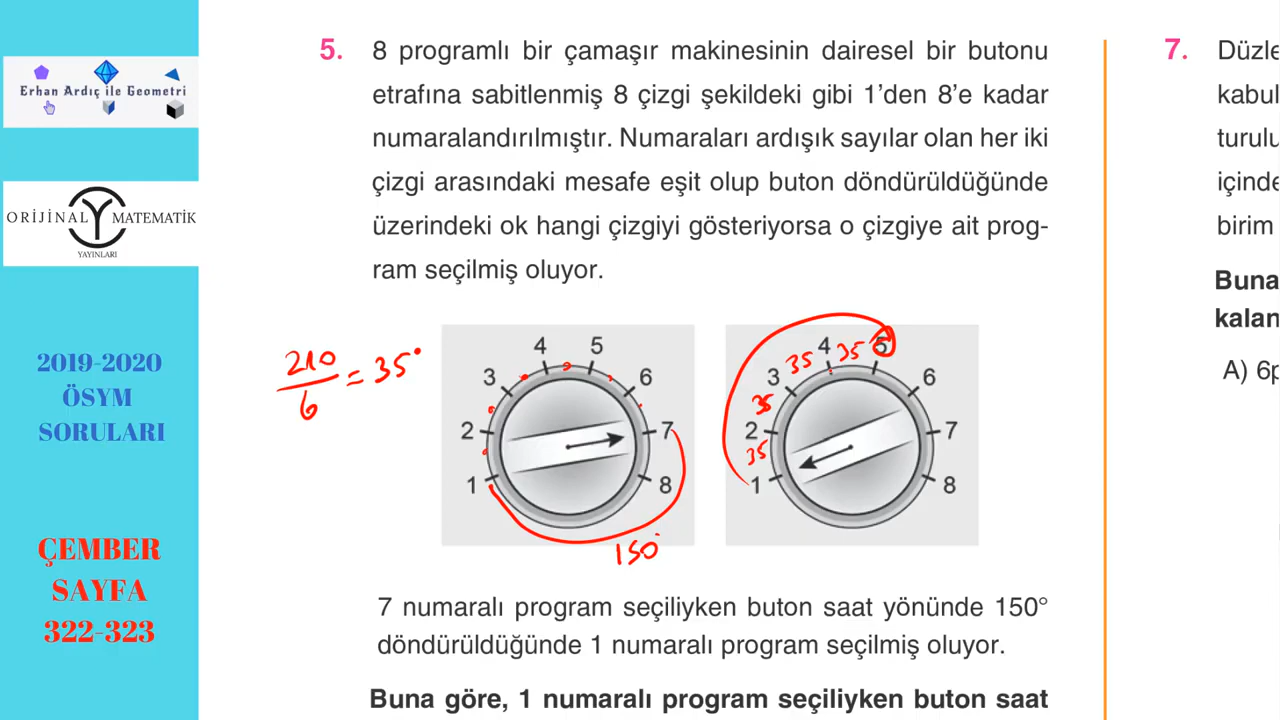 Erhan Ardıç ile Geometri
ORİJİNAL MATEMATİK
YAYINLARI
2019-2020
ÖSYM
SORULARI
ÇEMBER
SAYFA
322-323
5. 8 programlı bir çamaşır makinesinin dairesel bir butonu
etrafına sabitlenmiş 8 çizgi şekildeki gibi 1’den 8’e kadar
numaralandırılmıştır. Numaraları ardışık sayılar olan her iki
çizgi arasındaki mesafe eşit olup buton döndürüldüğünde
üzerindeki ok hangi çizgiyi gösteriyorsa o çizgiye ait prog-
ram seçilmiş oluyor.
210/6 = 35°
1 2 3 4 5 6 7 8
150°
1 2 3 4 5 6 7 8
35 35 35 35
7 numaralı program seçiliyken buton saat yönünde 150°
döndürüldüğünde 1 numaralı program seçilmiş oluyor.
Buna göre, 1 numaralı program seçiliyken buton saat
7. Düzle
kabul
turulu
içinde
birim
Buna
kalan
A) 6p